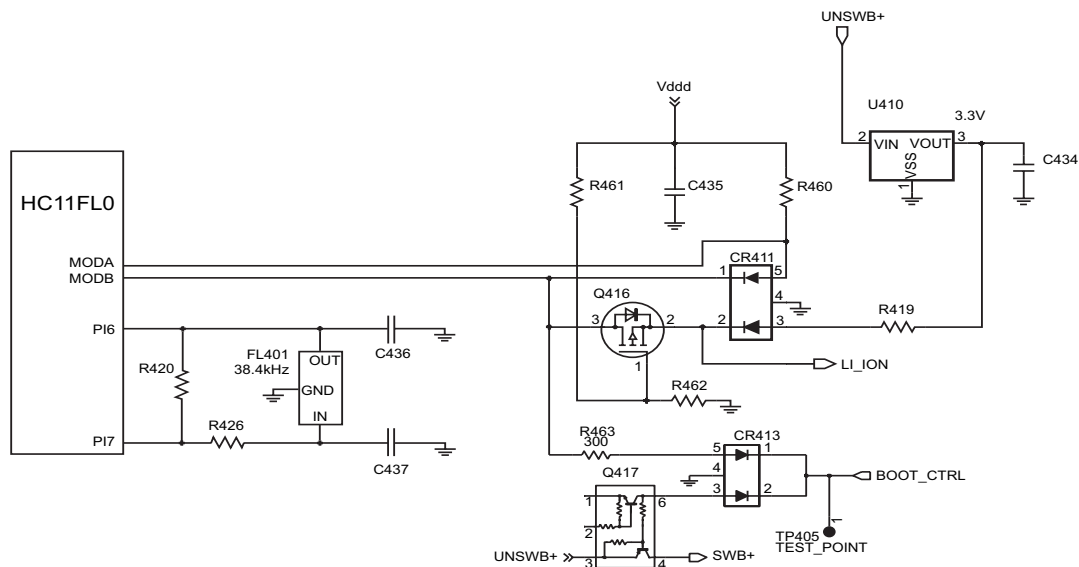 UNSWB+
U410
3.3V
2
VIN
VOUT
3
VSS
1
C434
Vddd
R461
C435
R460
HC11FL0
MODA
MODB
1
CR411
5
4
Q416
3
2
2
3
R419
1
LI_ION
PI6
C436
FL401
38.4kHz
OUT
GND
IN
R420
R462
PI7
R426
C437
R463
300
CR413
5
1
4
3
2
BOOT_CTRL
Q417
1
6
2
1
TP405
TEST_POINT
UNSWB+
3
4
SWB+